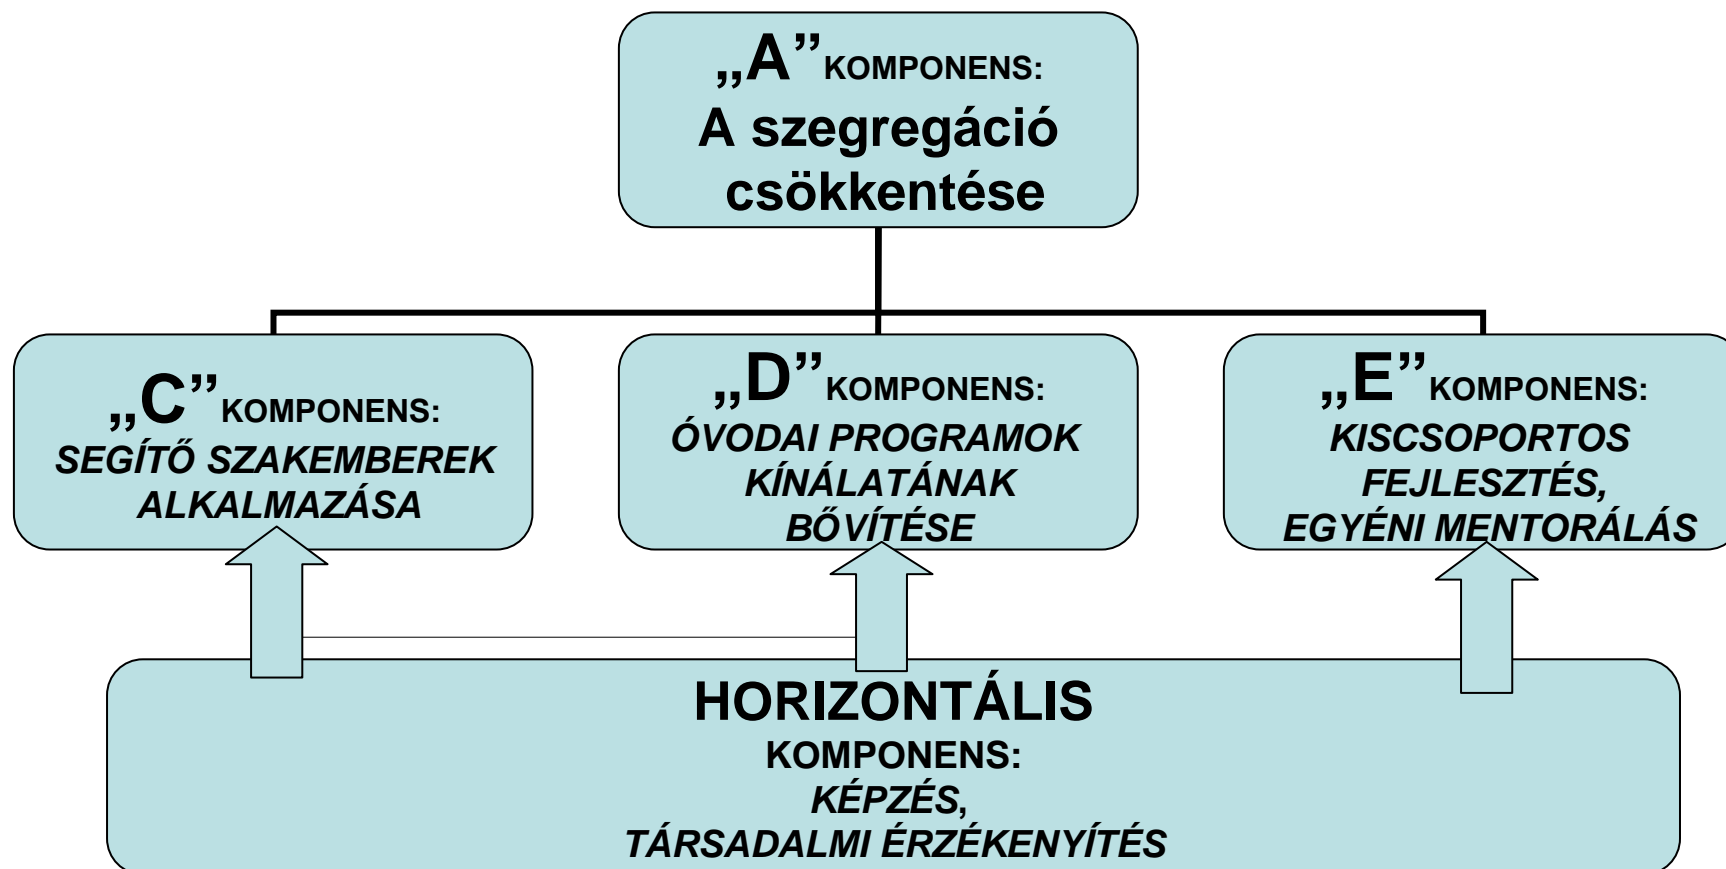 „A” KOMPONENS:
A szegregáció
csökkentése
„C” KOMPONENS:
SEGÍTŐ SZAKEMBEREK
ALKALMAZÁSA
„D” KOMPONENS:
ÓVODAI PROGRAMOK
KÍNÁLATÁNAK
BŐVÍTÉSE
„E” KOMPONENS:
KISCSOPORTOS
FEJLESZTÉS,
EGYÉNI MENTORÁLÁS
HORIZONTÁLIS
KOMPONENS:
KÉPZÉS,
TÁRSADALMI ÉRZÉKENYÍTÉS